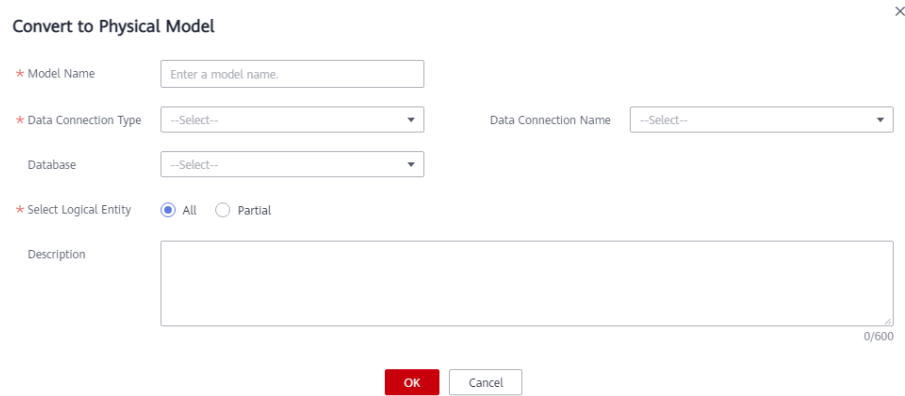 Convert to Physical Model
* Model Name Enter a model name.
* Data Connection Type --Select-- Data Connection Name --Select--
Database --Select--
* Select Logical Entity All Partial
Description
0/600
OK Cancel